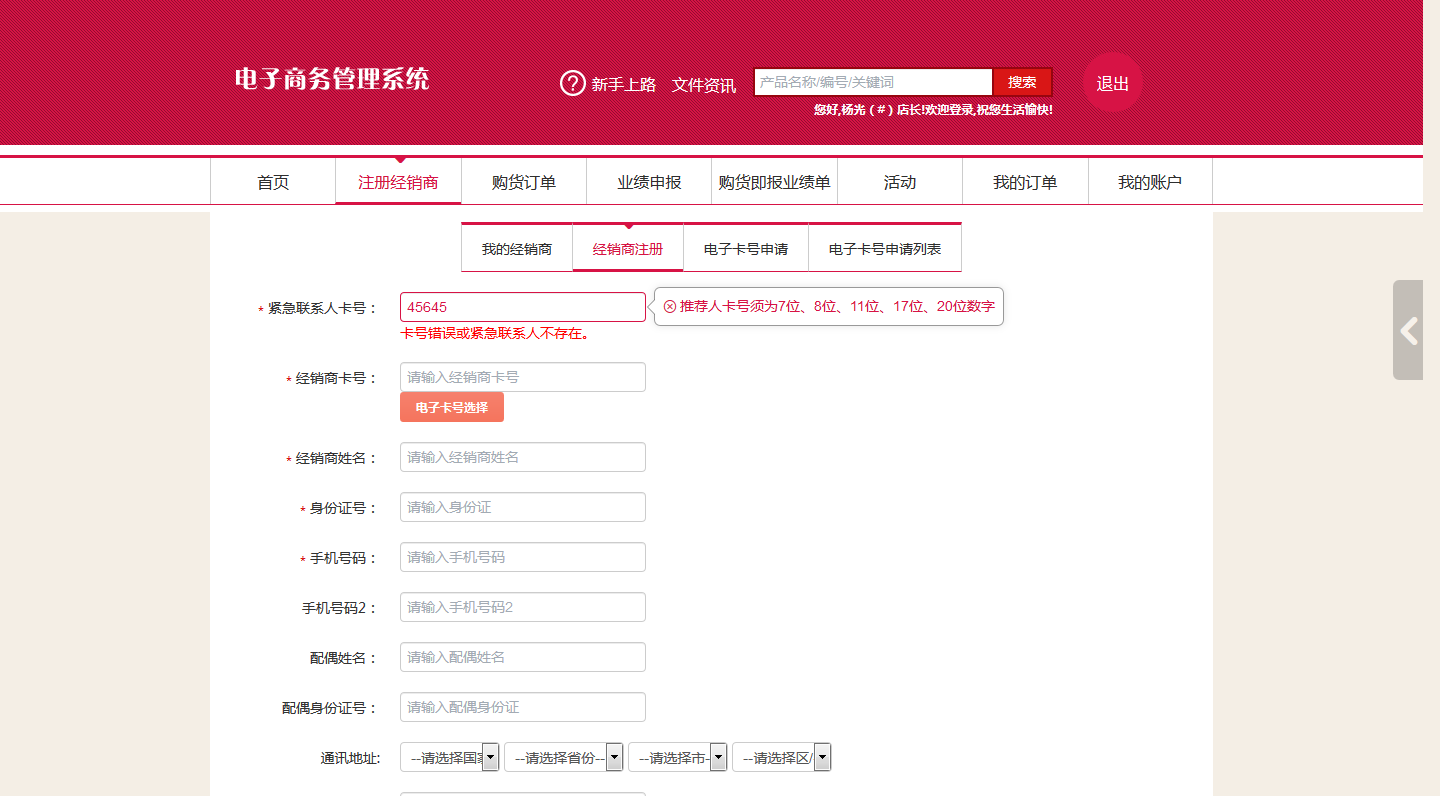 电子商务管理系统
? 新手上路 文件资讯 产品名称/编号/关键词 搜索 退出
您好,杨光（#）店长!欢迎登录,祝您生活愉快!
首页 注册经销商 购货订单 业绩申报 购货即报业绩单 活动 我的订单 我的账户
我的经销商 经销商注册 电子卡号申请 电子卡号申请列表
* 紧急联系人卡号： 45645 推荐人卡号须为7位、8位、11位、17位、20位数字
卡号错误或紧急联系人不存在。
* 经销商卡号： 请输入经销商卡号
电子卡号选择
* 经销商姓名： 请输入经销商姓名
* 身份证号： 请输入身份证
* 手机号码： 请输入手机号码
手机号码2： 请输入手机号码2
配偶姓名： 请输入配偶姓名
配偶身份证号： 请输入配偶身份证
通讯地址: --请选择国 --请选择省份-- --请选择市- --请选择区/